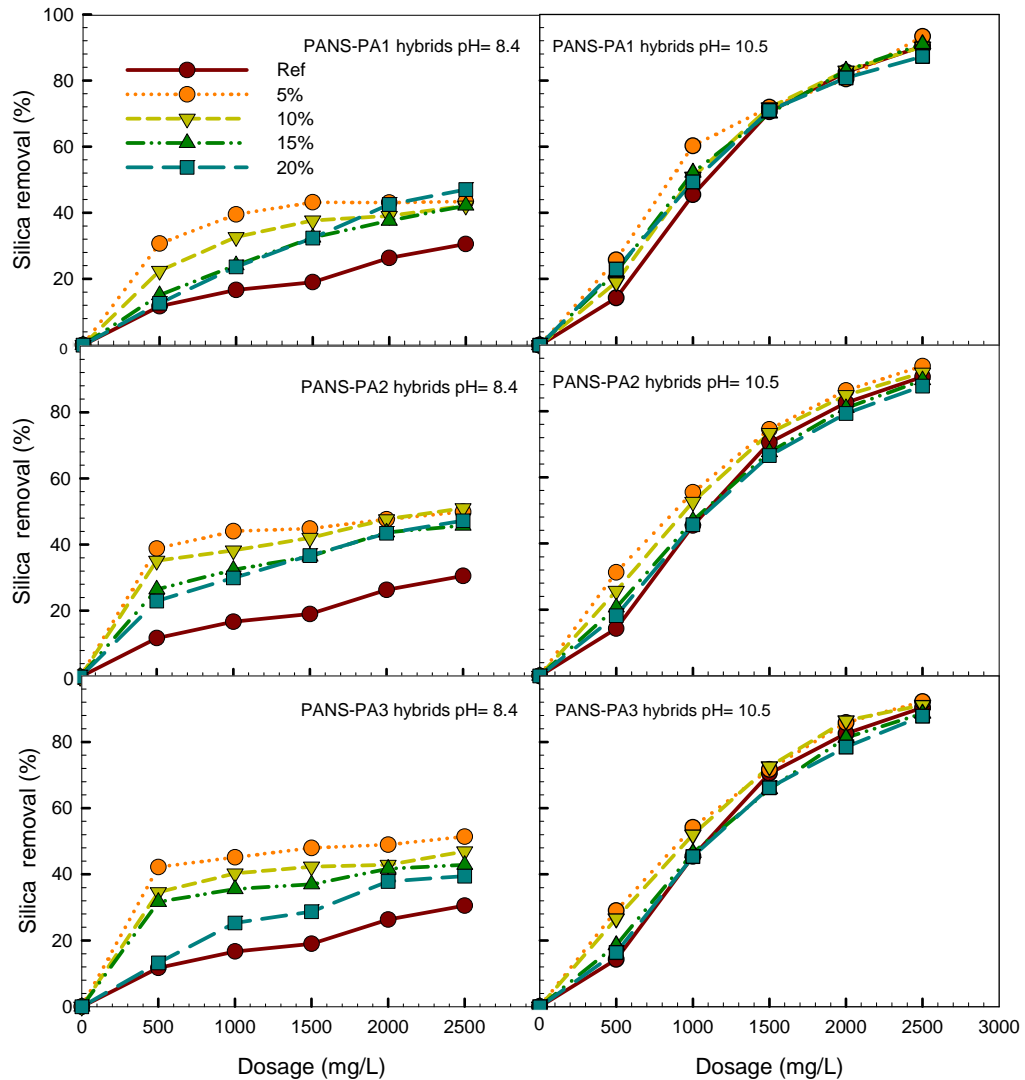 100
80
60
40
20
0
Silica removal (%)
PANS-PA1 hybrids pH= 8.4
Ref
5%
10%
15%
20%
PANS-PA1 hybrids pH= 10.5
80
60
40
20
0
Silica removal (%)
PANS-PA2 hybrids pH= 8.4
PANS-PA2 hybrids pH= 10.5
80
60
40
20
0
Silica removal (%)
PANS-PA3 hybrids pH= 8.4
PANS-PA3 hybrids pH= 10.5
0 500 1000 1500 2000 2500
0 500 1000 1500 2000 2500 3000
Dosage (mg/L)
Dosage (mg/L)